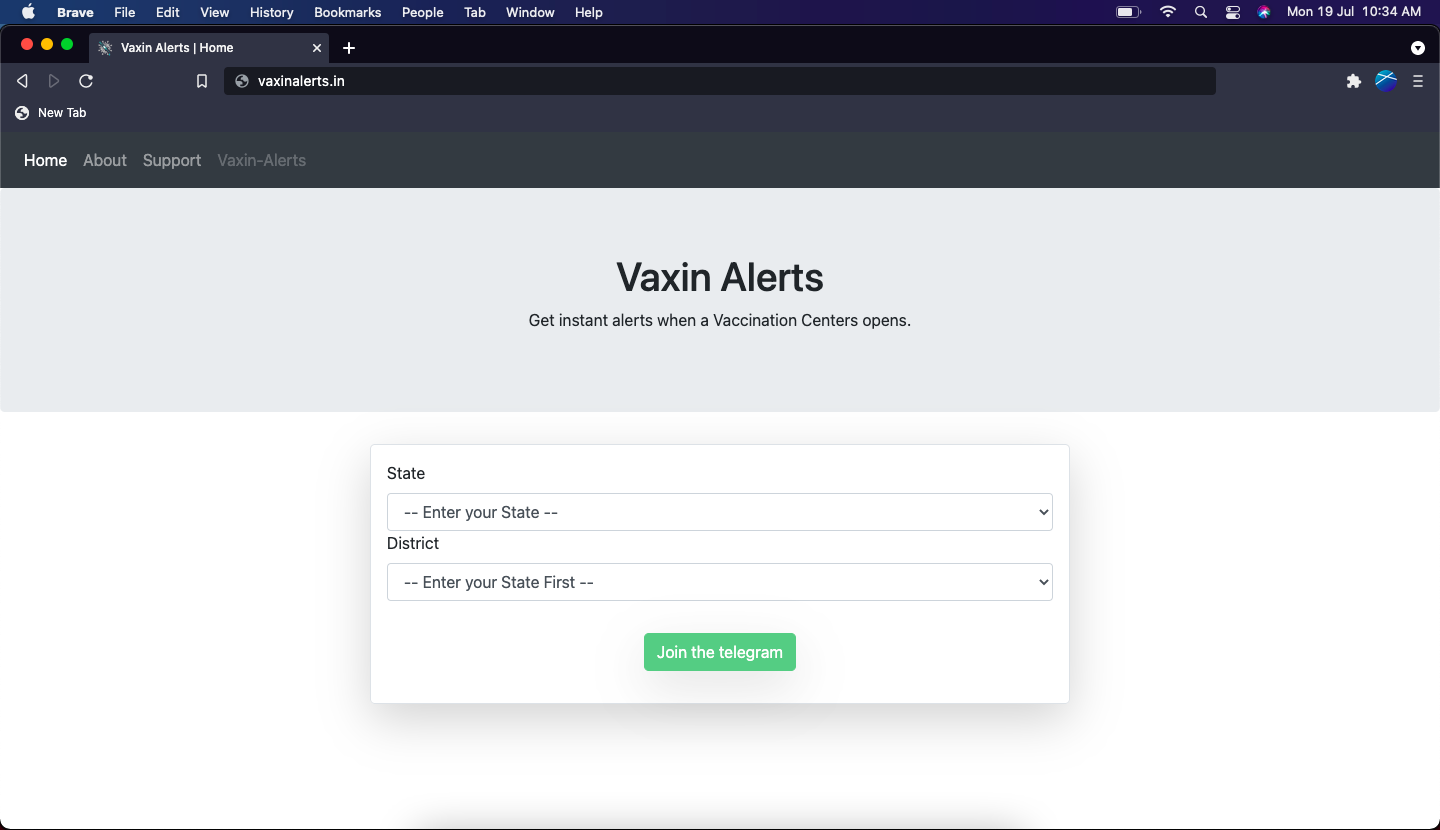 Brave File Edit View History Bookmarks People Tab Window Help Mon 19 Jul 10:34 AM
Vaxin Alerts | Home
vaxinalerts.in
New Tab
Home About Support Vaxin-Alerts
Vaxin Alerts
Get instant alerts when a Vaccination Centers opens.
State
-- Enter your State --
District
-- Enter your State First --
Join the telegram